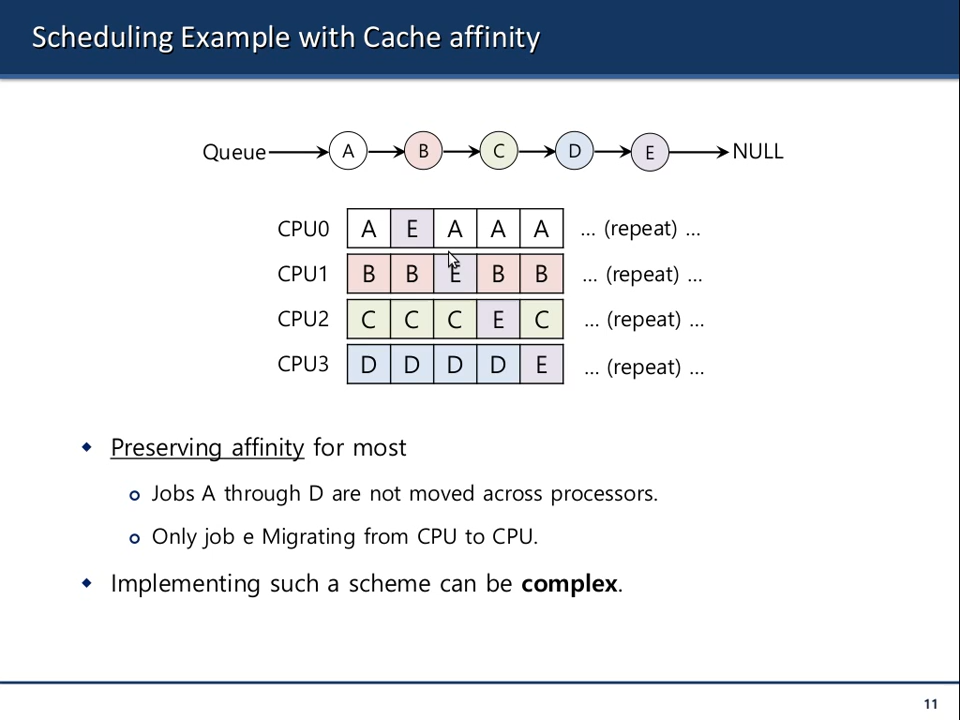 Scheduling Example with Cache affinity
Queue A B C D E NULL
CPU0 A E A A A ... (repeat) ...
CPU1 B B E B B ... (repeat) ...
CPU2 C C C E C ... (repeat) ...
CPU3 D D D D E ... (repeat) ...
Preserving affinity for most
Jobs A through D are not moved across processors.
Only job e Migrating from CPU to CPU.
Implementing such a scheme can be complex.
11